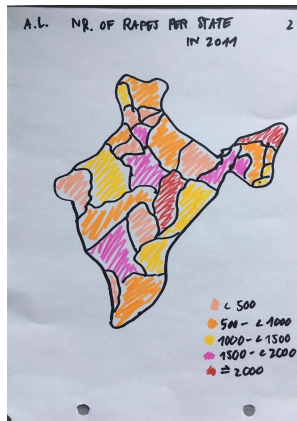 A.L. NR. OF RAPES PER STATE 2
IN 2011
< 500
500 - < 1000
1000 - < 1500
1500 - < 2000
≥ 2000